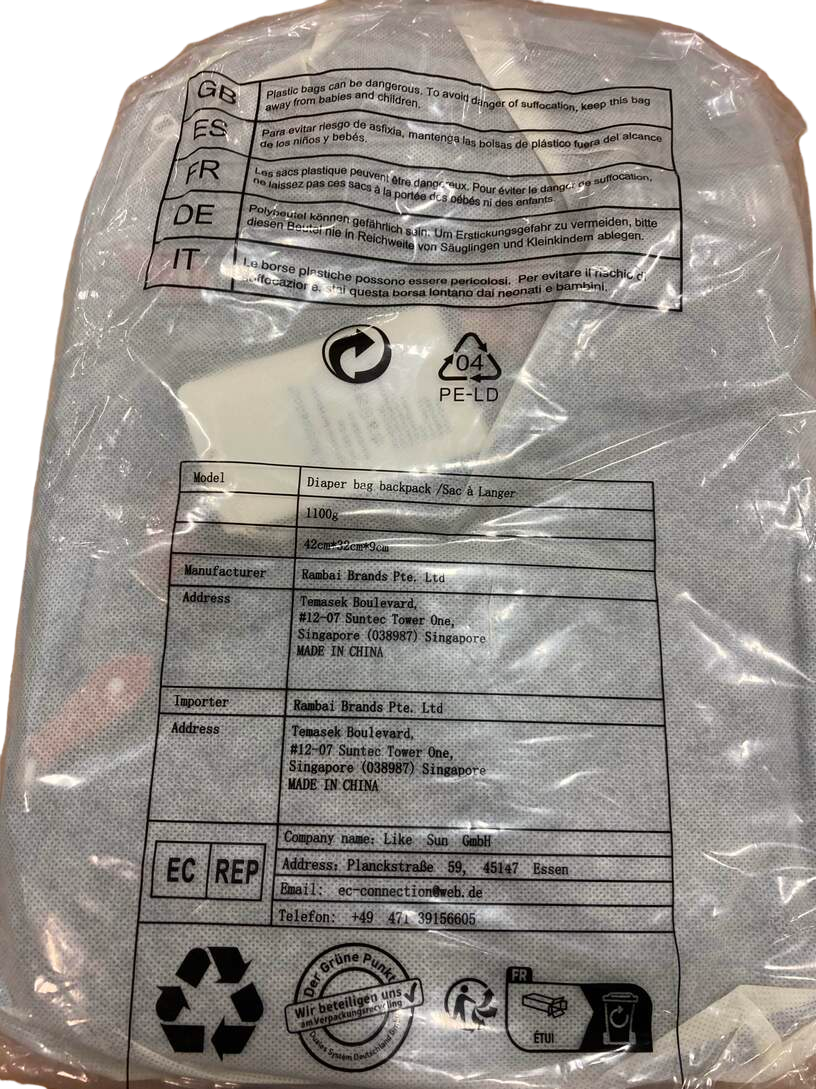 GB
Plastic bags can be dangerous. To avoid danger of suffocation, keep this bag
away from babies and children.
ES
Para evitar riesgo de asfixia, mantenga las bolsas de plástico fuera del alcance
de los niños y bebés.
FR
Les sacs plastique peuvent être dangereux. Pour éviter le danger de suffocation,
ne laissez pas ces sacs à la portée des bébés ni des enfants.
DE
Polybeutel können gefährlich sein: Um Erstickungsgefahr zu vermeiden, bitte
diesen Beutel nie in Reichweite von Säuglingen und Kleinkindern ablegen.
IT
Le borse plastiche possono essere pericolosi. Per evitare il rischio di
soffocazione, questa borsa lontano dai neonati e bambini.
04
PE-LD
Model
Diaper bag backpack /Sac à Langer
1100g
42cm*32cm*9cm
Manufacturer
Rambai Brands Pte. Ltd
Address
Temasek Boulevard,
#12-07 Suntec Tower One,
Singapore (038987) Singapore
MADE IN CHINA
Importer
Rambai Brands Pte. Ltd
Address
Temasek Boulevard,
#12-07 Suntec Tower One,
Singapore (038987) Singapore
MADE IN CHINA
EC REP
Company name: Like Sun GmbH
Address: Planckstraße 59, 45147 Essen
Email: ec-connection@web.de
Telefon: +49 471 39156605
Der Grüne Punkt
Wir beteiligen uns
am Verpackungsrecycling
Duales System Deutschland
FR
ÉTUI